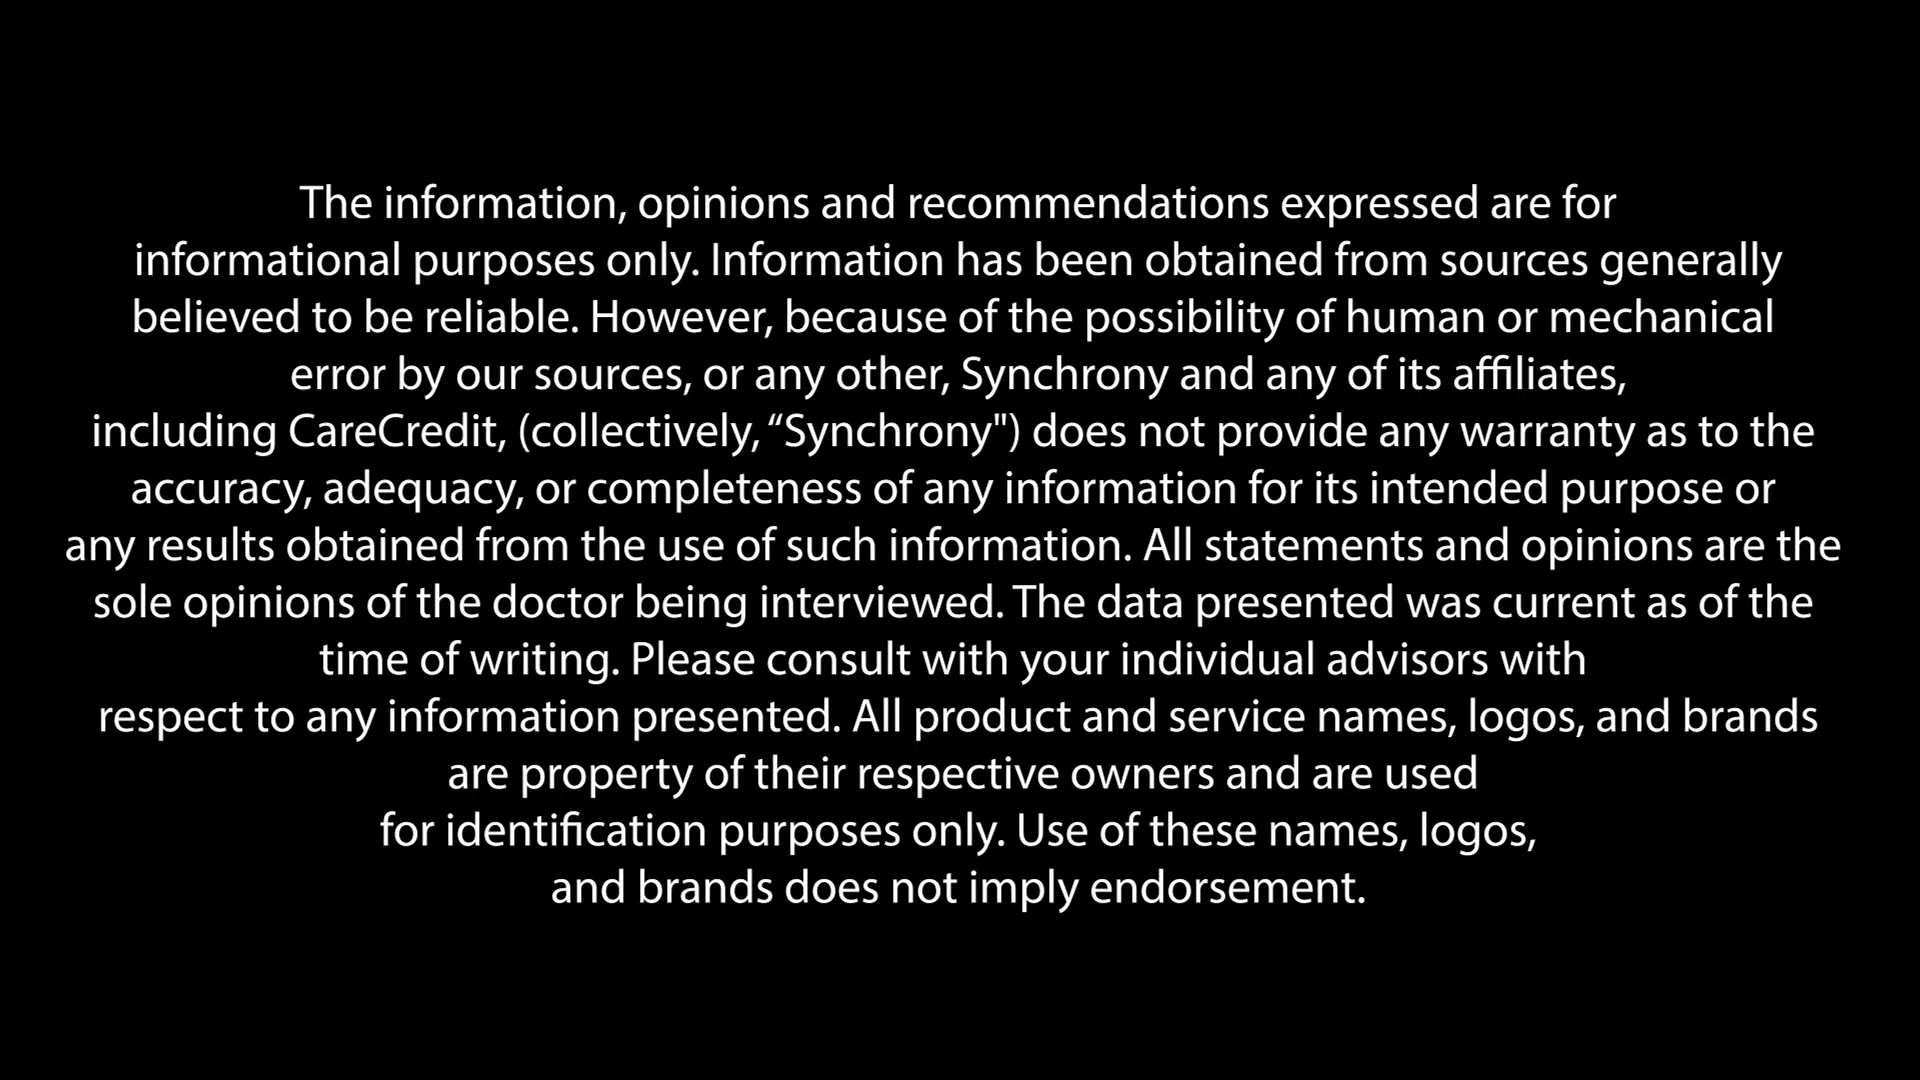 The information, opinions and recommendations expressed are for
informational purposes only. Information has been obtained from sources generally
believed to be reliable. However, because of the possibility of human or mechanical
error by our sources, or any other, Synchrony and any of its affiliates,
including CareCredit, (collectively, “Synchrony") does not provide any warranty as to the
accuracy, adequacy, or completeness of any information for its intended purpose or
any results obtained from the use of such information. All statements and opinions are the
sole opinions of the doctor being interviewed. The data presented was current as of the
time of writing. Please consult with your individual advisors with
respect to any information presented. All product and service names, logos, and brands
are property of their respective owners and are used
for identification purposes only. Use of these names, logos,
and brands does not imply endorsement.